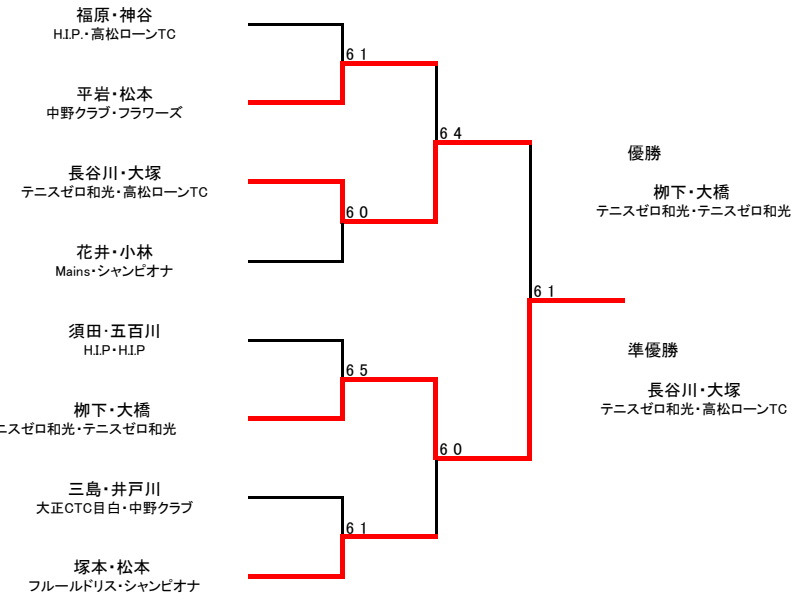 福原・神谷
H.I.P.・高松ローンTC
6 1
平岩・松本
中野クラブ・フラワーズ
6 4
長谷川・大塚
テニスゼロ和光・高松ローンTC
6 0
花井・小林
Mains・シャンピオナ
6 1
須田・五百川
H.I.P・H.I.P
6 5
栁下・大橋
ニスゼロ和光・テニスゼロ和光
6 0
三島・井戸川
大正CTC目白・中野クラブ
6 1
塚本・松本
フルールドリス・シャンピオナ
優勝
栁下・大橋
テニスゼロ和光・テニスゼロ和光
準優勝
長谷川・大塚
テニスゼロ和光・高松ローンTC